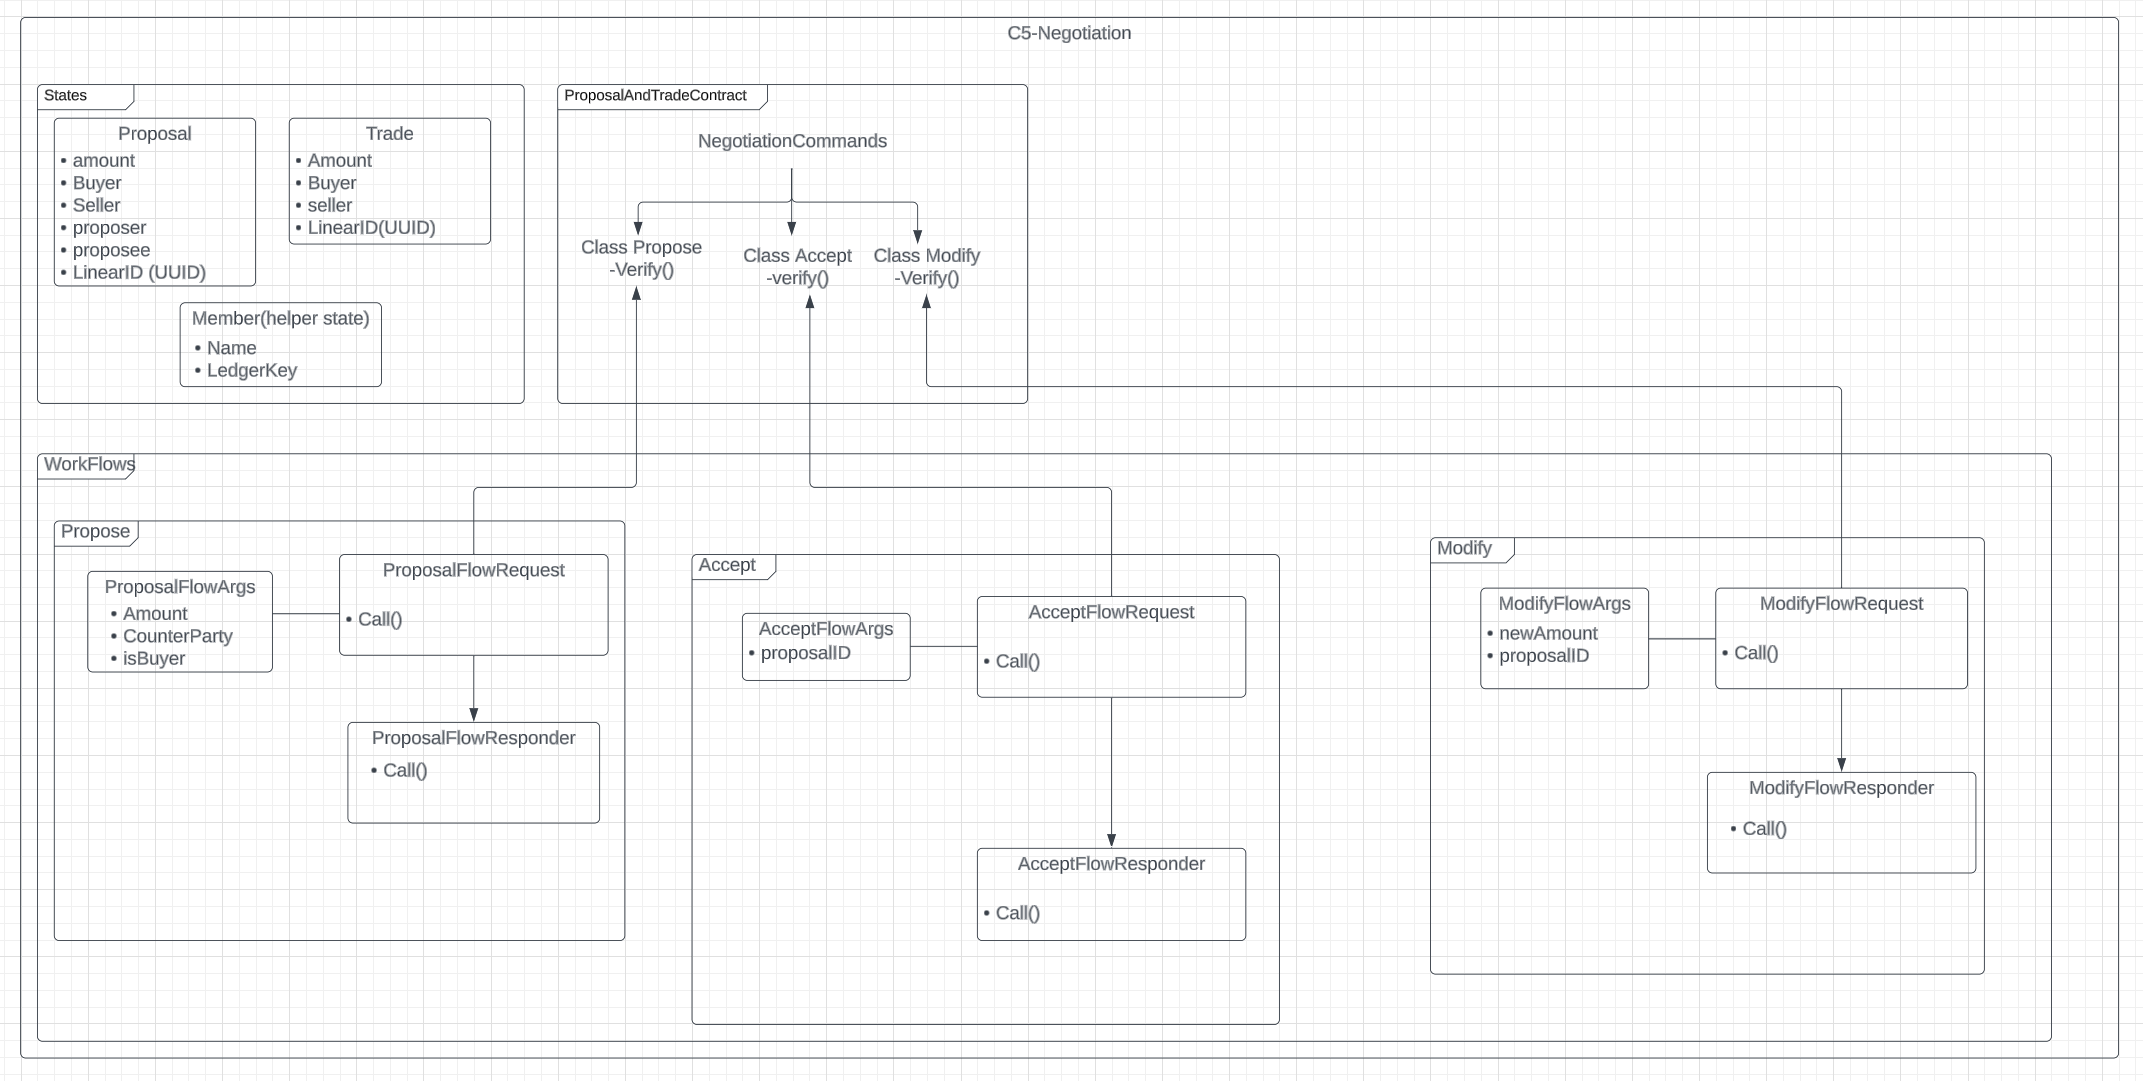 C5-Negotiation
States
Proposal
• amount
• Buyer
• Seller
• proposer
• proposee
• LinearID (UUID)
Trade
• Amount
• Buyer
• seller
• LinearID(UUID)
Member(helper state)
• Name
• LedgerKey
ProposalAndTradeContract
NegotiationCommands
Class Propose
-Verify()
Class Accept
-verify()
Class Modify
-Verify()
WorkFlows
Propose
ProposalFlowArgs
• Amount
• CounterParty
• isBuyer
ProposalFlowRequest
• Call()
ProposalFlowResponder
• Call()
Accept
AcceptFlowArgs
• proposalID
AcceptFlowRequest
• Call()
AcceptFlowResponder
• Call()
Modify
ModifyFlowArgs
• newAmount
• proposalID
ModifyFlowRequest
• Call()
ModifyFlowResponder
• Call()